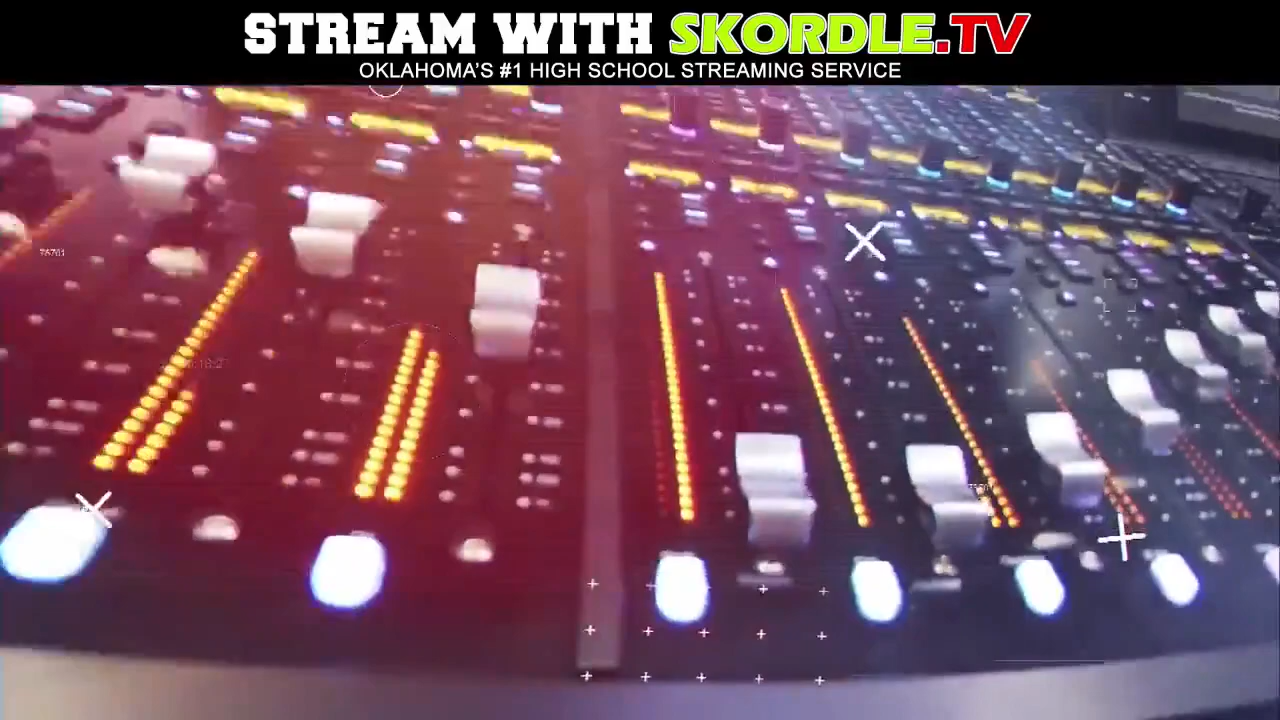 STREAM WITH SKORDLE.TV
OKLAHOMA'S #1 HIGH SCHOOL STREAMING SERVICE